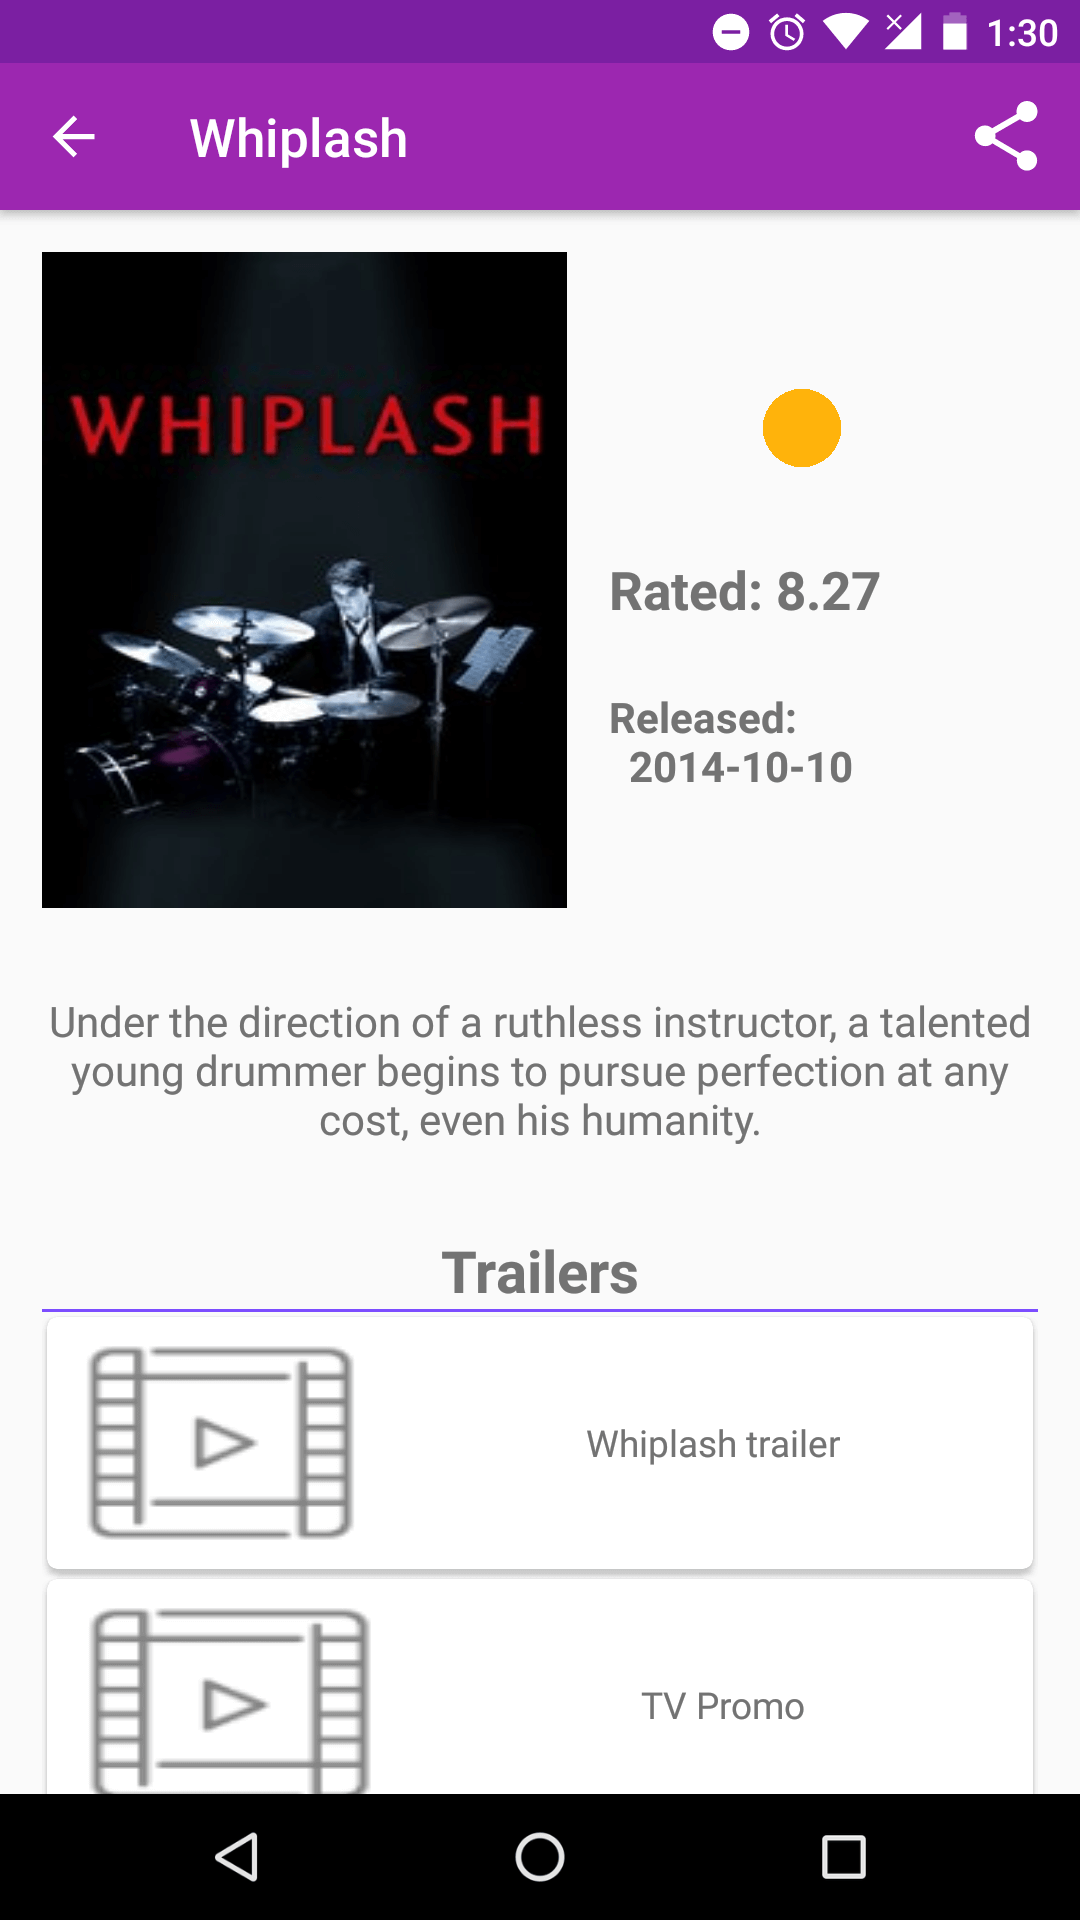 1:30
Whiplash
WHIPLASH
Rated: 8.27
Released:
2014-10-10
Under the direction of a ruthless instructor, a talented
young drummer begins to pursue perfection at any
cost, even his humanity.
Trailers
Whiplash trailer
TV Promo